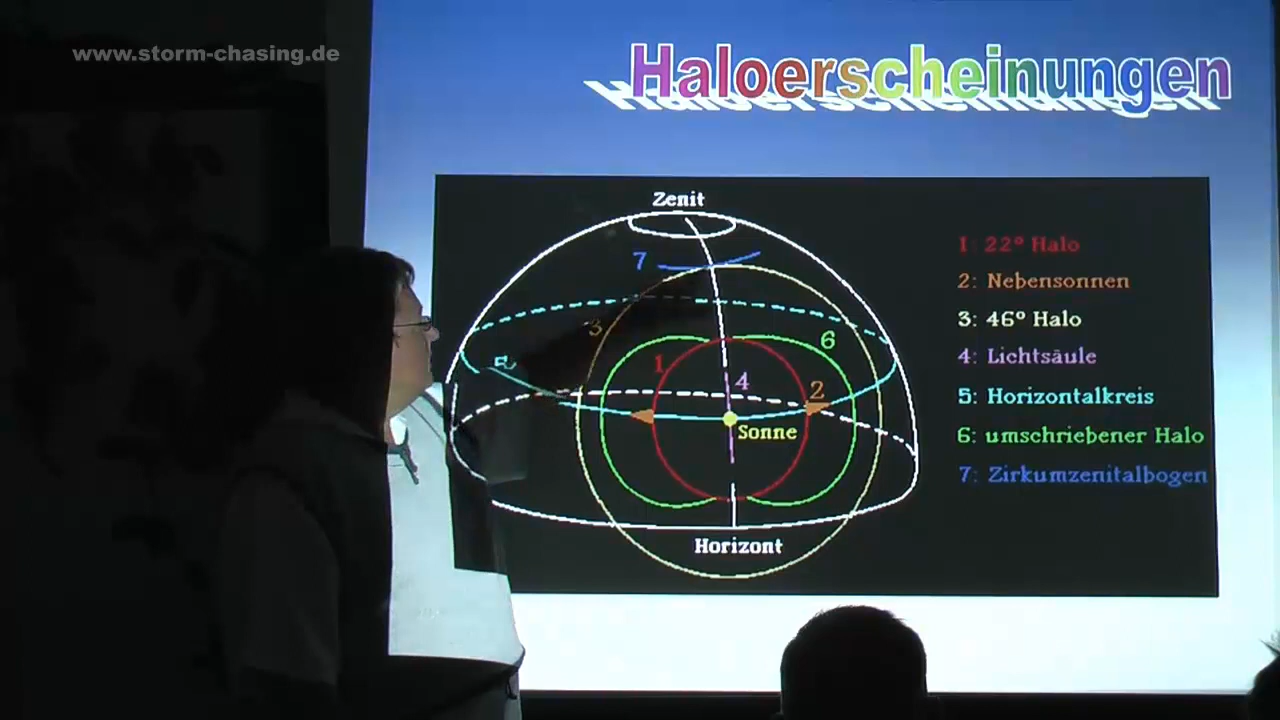 www.storm-chasing.de
Haloerscheinungen
Zenit
7
3
6
5
1
4
2
Sonne
Horizont
1: 22° Halo
2: Nebensonnen
3: 46° Halo
4: Lichtsäule
5: Horizontalkreis
6: umschriebener Halo
7: Zirkumzenitalbogen